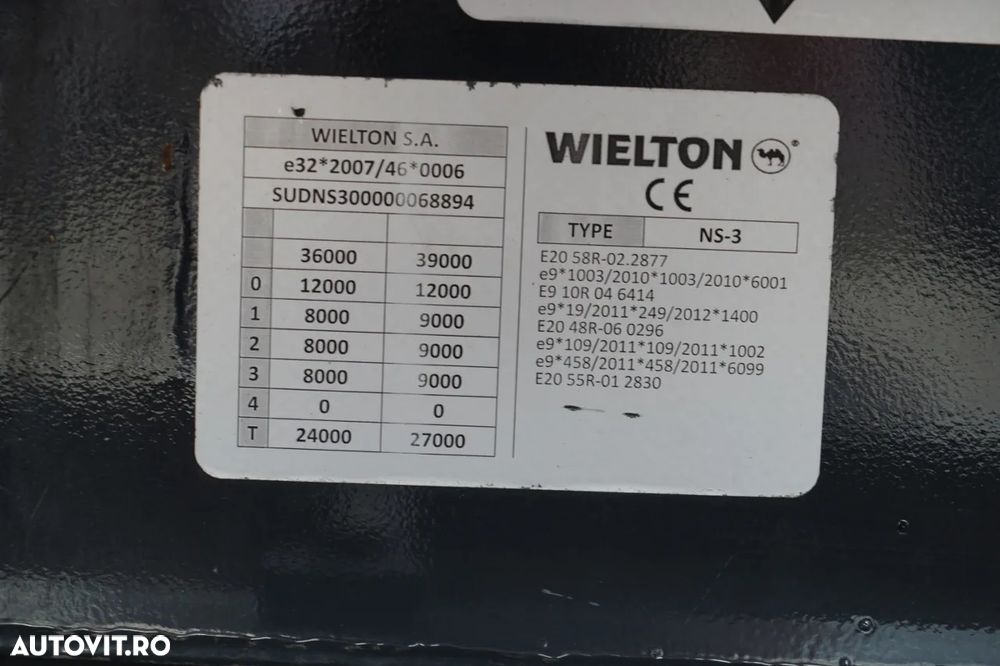 WIELTON S.A.
e32*2007/46*0006
SUDNS300000068894
36000 39000
0 12000 12000
1 8000 9000
2 8000 9000
3 8000 9000
4 0 0
T 24000 27000
WIELTON
CE
TYPE NS-3
E20 58R-02.2877
e9*1003/2010*1003/2010*6001
E9 10R 04 6414
e9*19/2011*249/2012*1400
E20 48R-06 0296
e9*109/2011*109/2011*1002
e9*458/2011*458/2011*6099
E20 55R-01 2830
AUTOVIT.RO